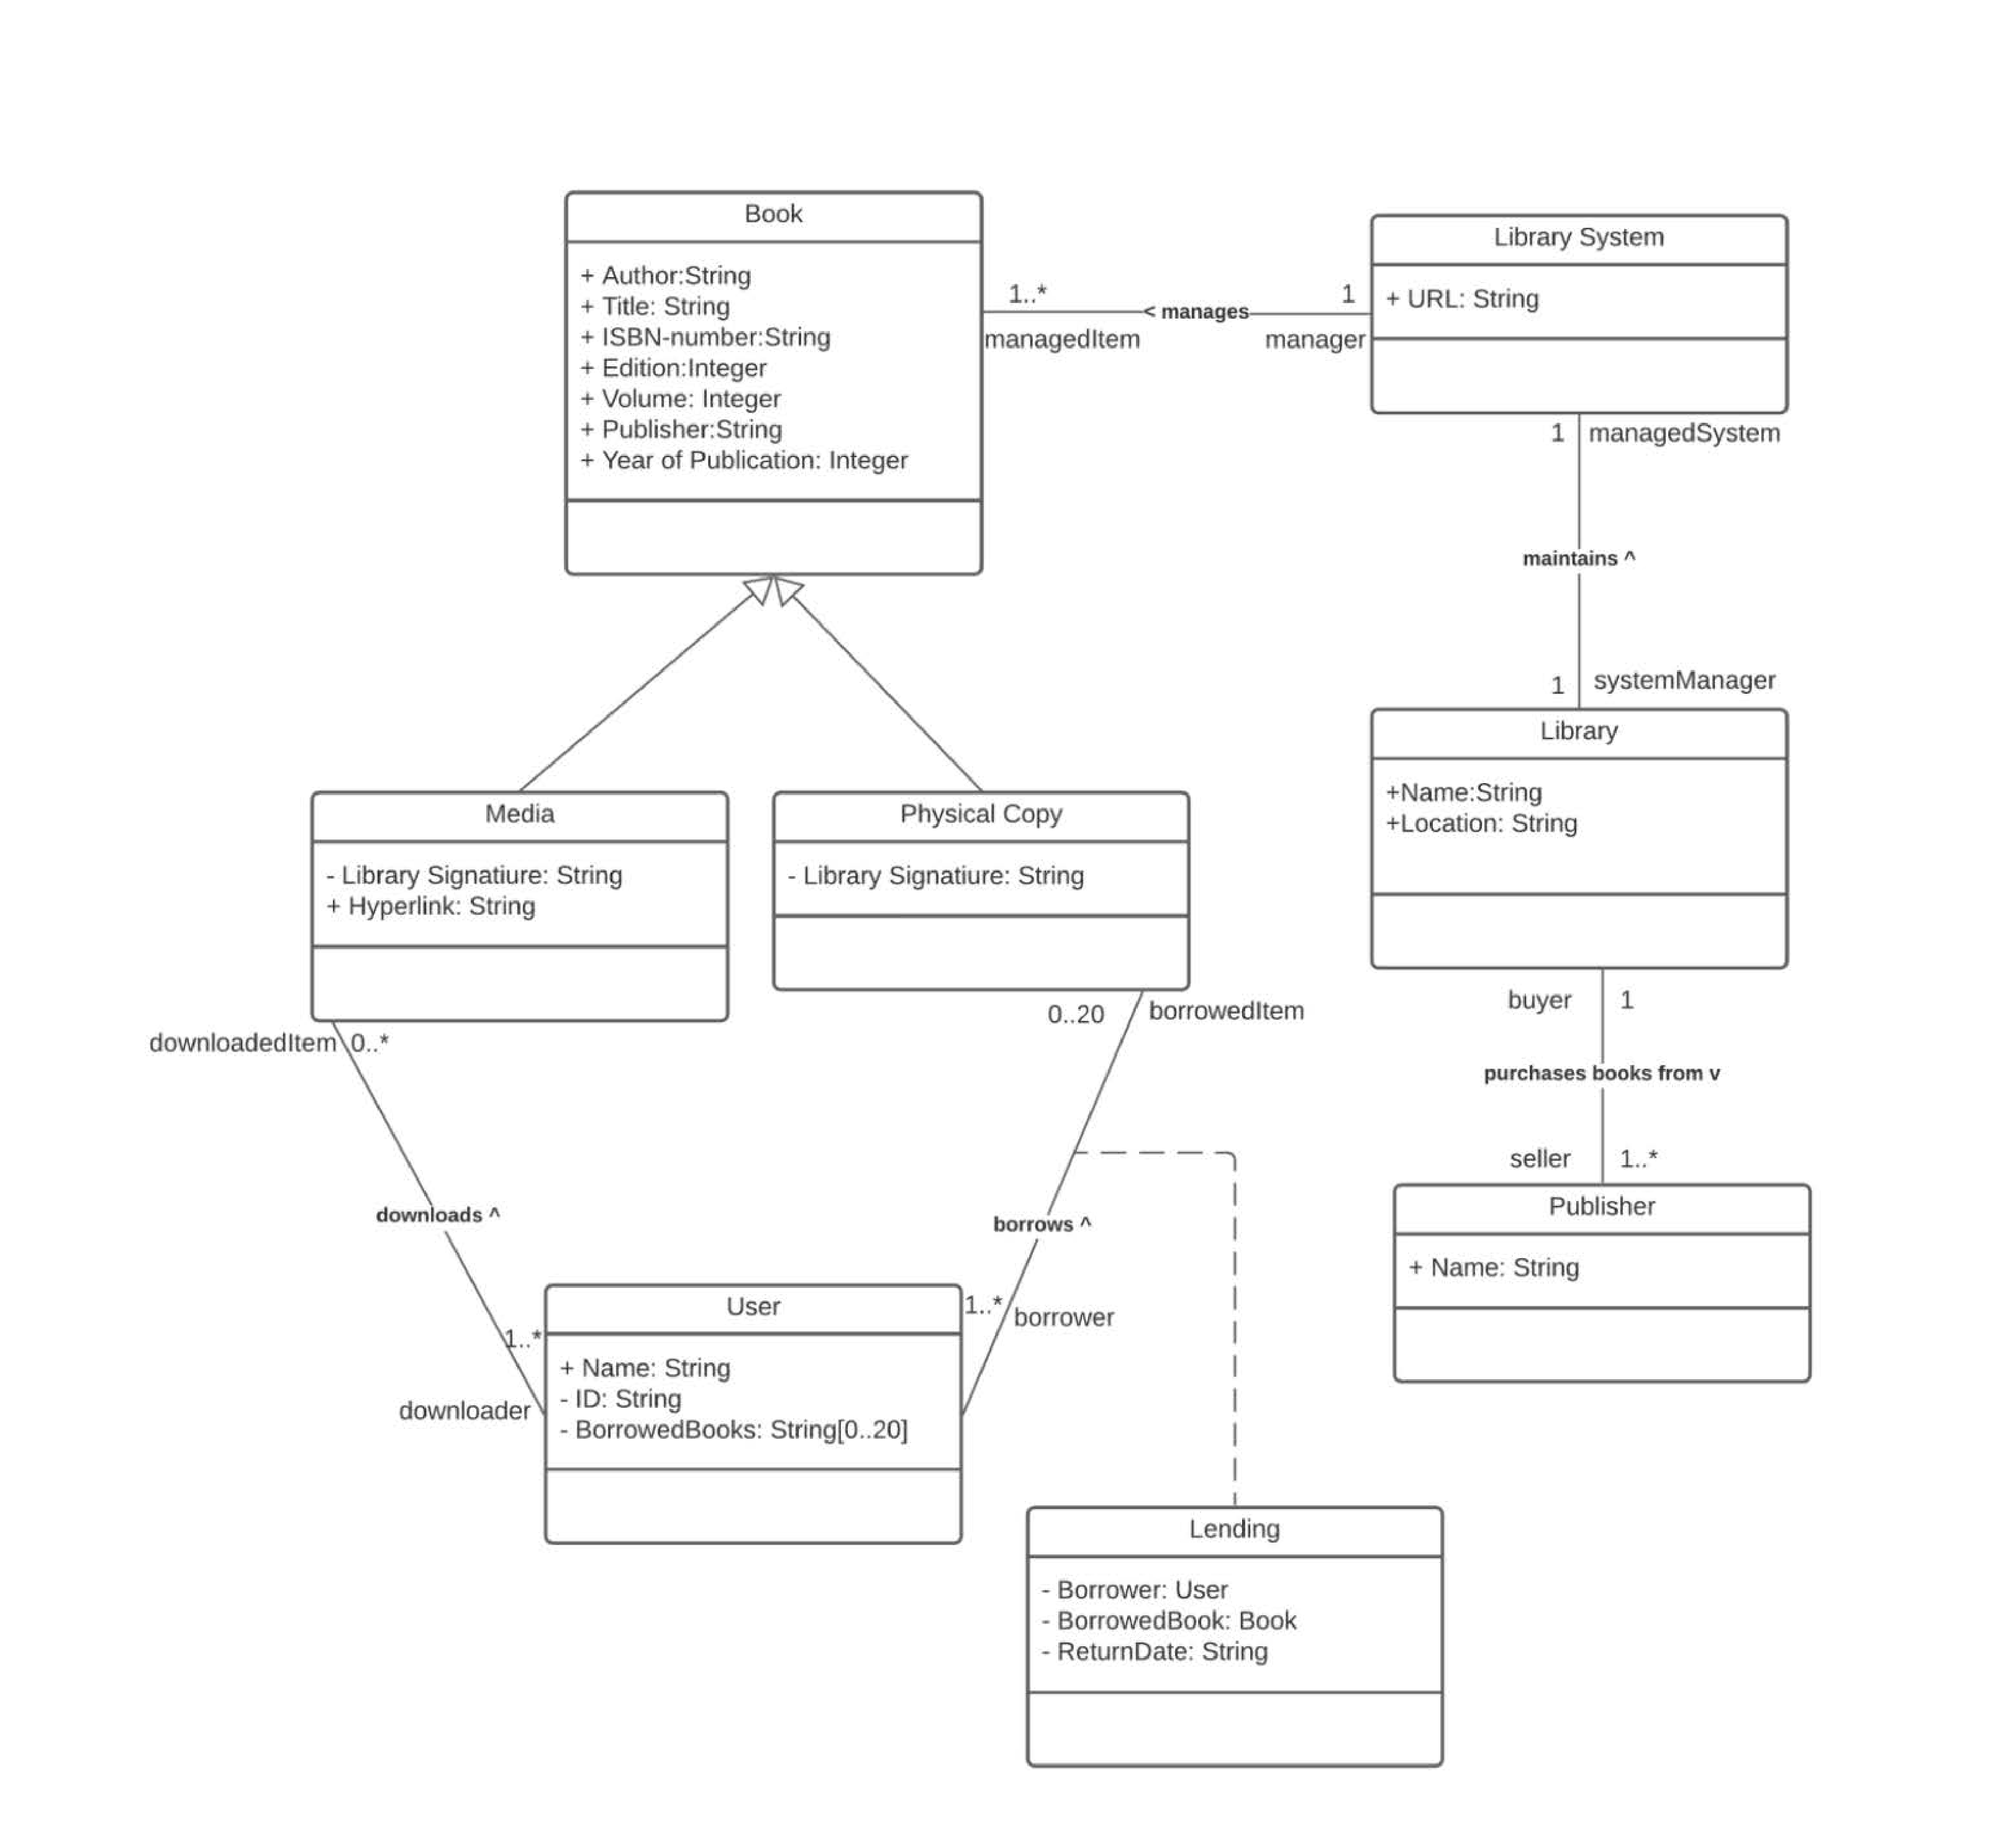 Book
+ Author:String
+ Title: String
+ ISBN-number:String
+ Edition:Integer
+ Volume: Integer
+ Publisher:String
+ Year of Publication: Integer
1..*
< manages
1
managedItem
manager
Library System
+ URL: String
1
managedSystem
maintains ^
1
systemManager
Library
+Name:String
+Location: String
Media
- Library Signatiure: String
+ Hyperlink: String
Physical Copy
- Library Signatiure: String
downloadedItem
0..*
0..20
borrowedItem
buyer
1
purchases books from v
seller
1..*
Publisher
+ Name: String
downloads ^
borrows ^
1..*
downloader
1..*
borrower
User
+ Name: String
- ID: String
- BorrowedBooks: String[0..20]
Lending
- Borrower: User
- BorrowedBook: Book
- ReturnDate: String